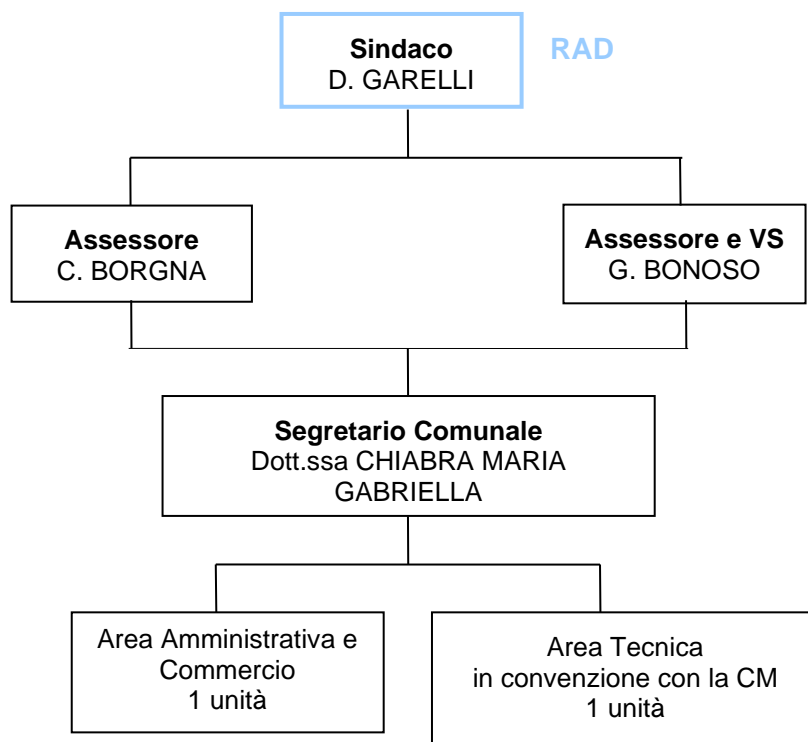 Sindaco
D. GARELLI
RAD
Assessore
C. BORGNA
Assessore e VS
G. BONOSO
Segretario Comunale
Dott.ssa CHIABRA MARIA
GABRIELLA
Area Amministrativa e
Commercio
1 unità
Area Tecnica
in convenzione con la CM
1 unità